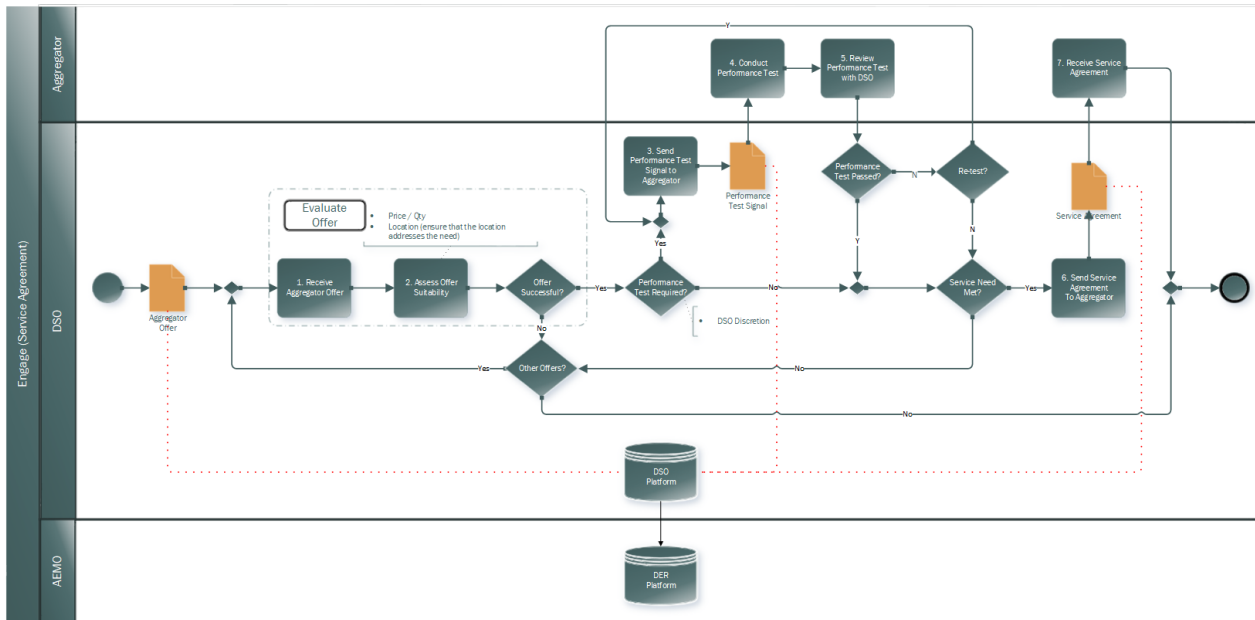 Engage (Service Agreement)
Aggregator
DSO
AEMO
Y
4. Conduct
Performance Test
5. Review
Performance Test
with DSO
7. Receive Service
Agreement
3. Send
Performance Test
Signal to
Aggregator
Performance
Test Signal
Performance
Test Passed?
N
Re-test?
Service Agreement
Evaluate
Offer
• Price / Qty
• Location (ensure that the location
addresses the need)
Yes
Y
N
Aggregator
Offer
1. Receive
Aggregator Offer
2. Assess Offer
Suitability
Offer
Successful?
Yes
Performance
Test Required?
No
Service Need
Met?
Yes
6. Send Service
Agreement
To Aggregator
• DSO Discretion
No
Other Offers?
Yes
No
No
DSO
Platform
DER
Platform